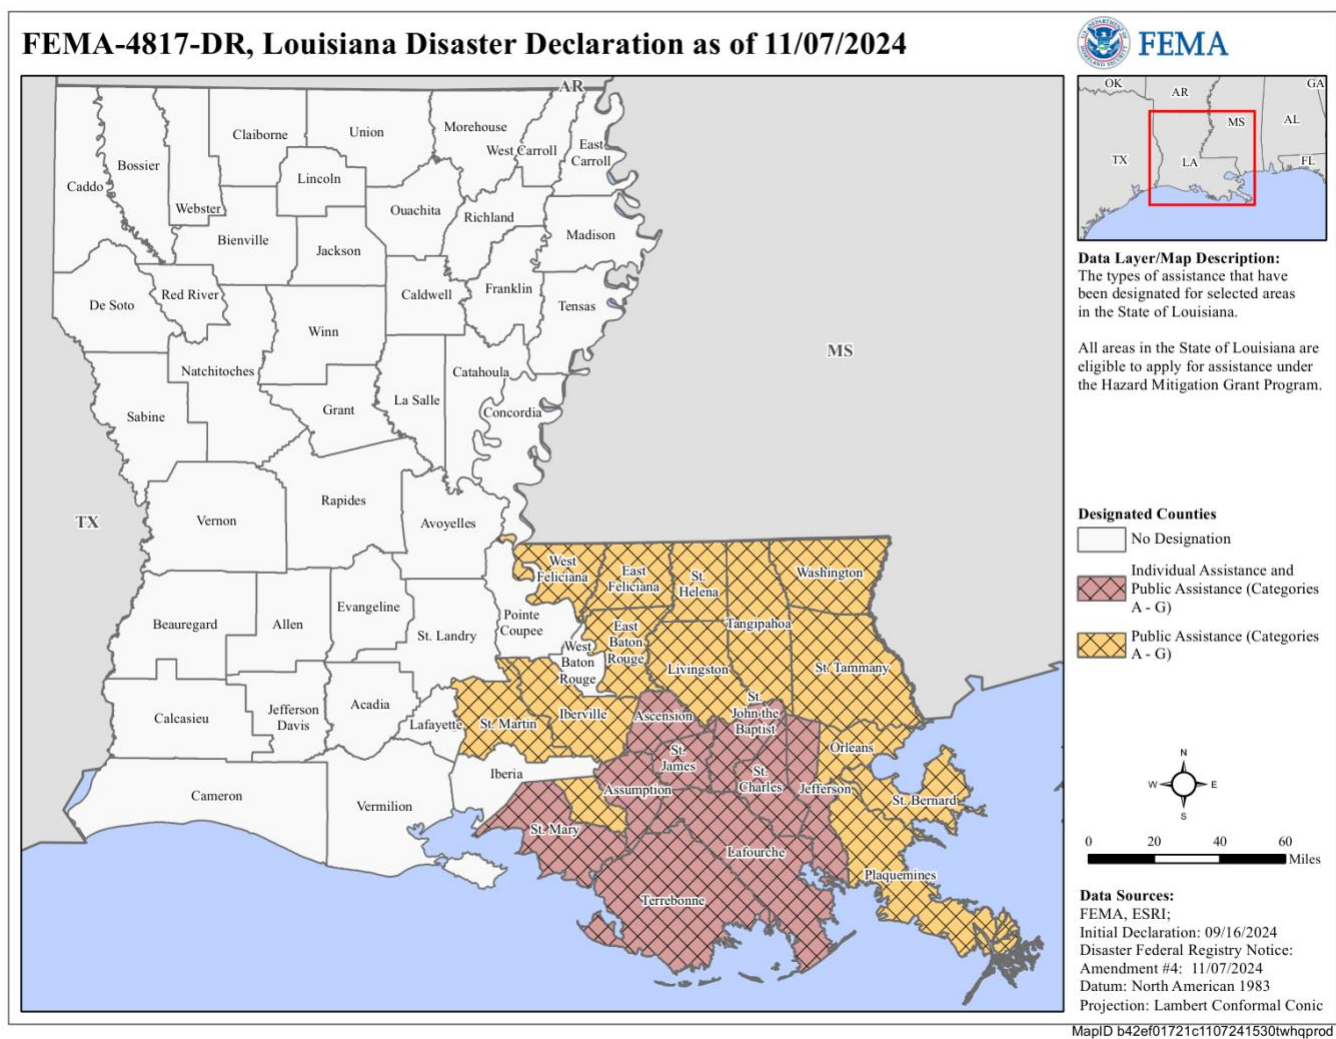 FEMA-4817-DR, Louisiana Disaster Declaration as of 11/07/2024
FEMA
AR
Claiborne
Union
Morehouse
West Carroll
East
Carroll
Bossier
Caddo
Webster
Lincoln
Ouachita
Richland
Madison
Bienville
Jackson
De Soto
Red River
Caldwell
Franklin
Tensas
Winn
Natchitoches
Catahoula
Sabine
Grant
La Salle
Concordia
MS
TX
Vernon
Rapides
Avoyelles
West
Feliciana
East
Feliciana
St.
Helena
Washington
Beauregard
Allen
Evangeline
St. Landry
Pointe
Coupee
West
Baton
Rouge
East
Baton
Rouge
Tangipahoa
Livingston
St. Tammany
Calcasieu
Jefferson
Davis
Acadia
Lafayette
St. Martin
Iberville
Ascension
St.
John the
Baptist
Orleans
Iberia
St.
James
St.
Charles
Assumption
Jefferson
St. Bernard
Cameron
Vermilion
St. Mary
Lafourche
Plaquemines
Terrebonne
OK
AR
GA
MS
AL
TX
LA
FL
Data Layer/Map Description:
The types of assistance that have
been designated for selected areas
in the State of Louisiana.
All areas in the State of Louisiana are
eligible to apply for assistance under
the Hazard Mitigation Grant Program.
Designated Counties
No Designation
Individual Assistance and
Public Assistance (Categories
A - G)
Public Assistance (Categories
A - G)
N
W E
S
0 20 40 60
Miles
Data Sources:
FEMA, ESRI;
Initial Declaration: 09/16/2024
Disaster Federal Registry Notice:
Amendment #4: 11/07/2024
Datum: North American 1983
Projection: Lambert Conformal Conic
MapID b42ef01721c1107241530twhqprod